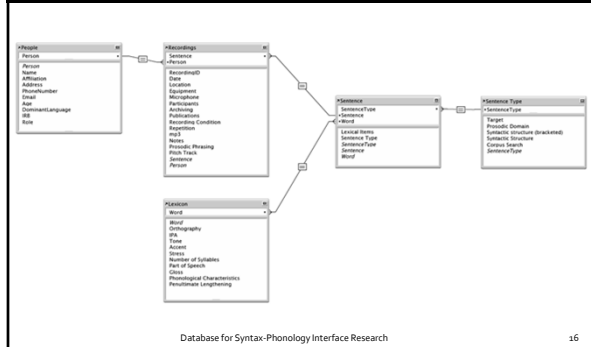 People
Person
Person
Name
Affiliation
Address
PhoneNumber
Email
Age
DominantLanguage
IRB
Role
Recordings
Sentence
Person
RecordingID
Date
Location
Equipment
Microphone
Participants
Archiving
Publications
Recording Condition
Repetition
mp3
Notes
Prosodic Phrasing
Pitch Track
Sentence
Person
Sentence
SentenceType
Sentence
Word
Lexical Items
Sentence Type
SentenceType
Sentence
Word
Sentence Type
SentenceType
Target
Prosodic Domain
Syntactic structure (bracketed)
Syntactic Structure
Corpus Search
SentenceType
Lexicon
Word
Word
Orthography
IPA
Tone
Accent
Stress
Number of Syllables
Part of Speech
Gloss
Phonological Characteristics
Penultimate Lengthening
Database for Syntax-Phonology Interface Research
16